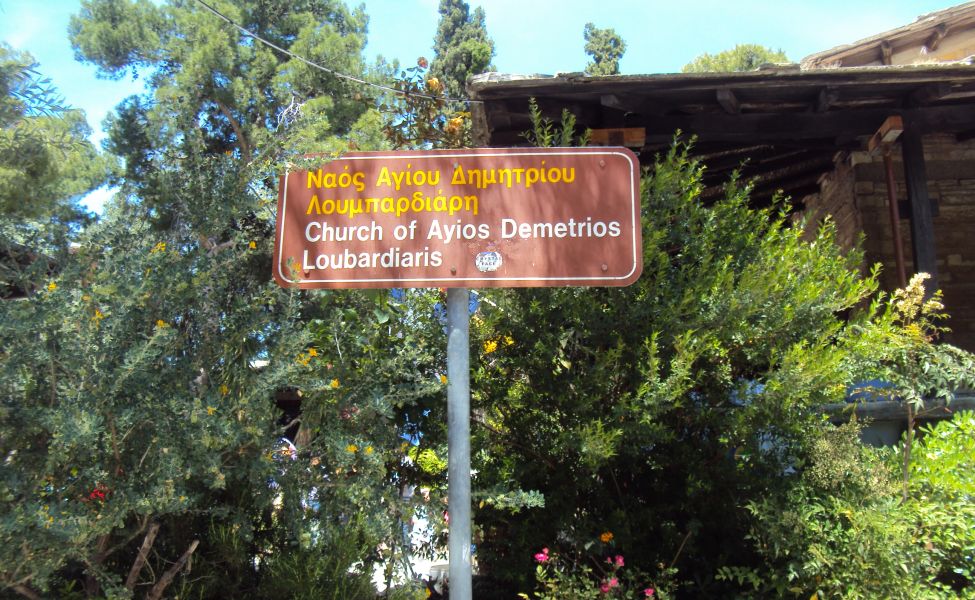 Ναός Αγίου Δημητρίου
Λουμπαρδιάρη
Church of Ayios Demetrios
Loubardiaris